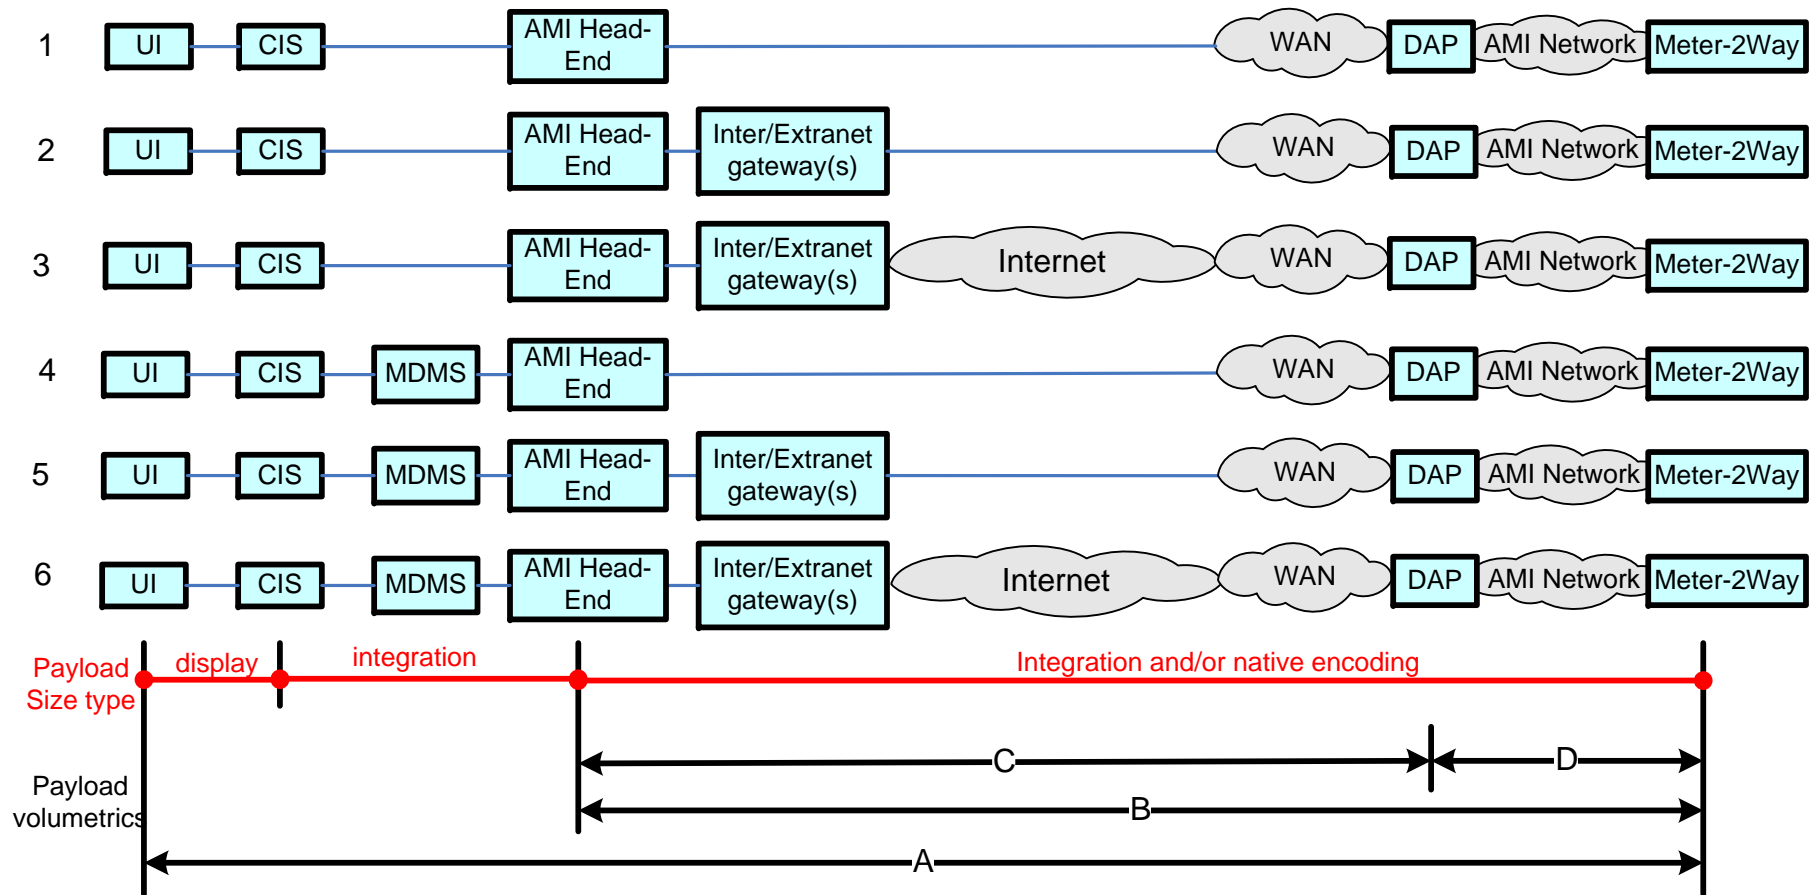 1
UI
CIS
AMI Head-
End
WAN
DAP
AMI Network
Meter-2Way
2
UI
CIS
AMI Head-
End
Inter/Extranet
gateway(s)
WAN
DAP
AMI Network
Meter-2Way
3
UI
CIS
AMI Head-
End
Inter/Extranet
gateway(s)
Internet
WAN
DAP
AMI Network
Meter-2Way
4
UI
CIS
MDMS
AMI Head-
End
WAN
DAP
AMI Network
Meter-2Way
5
UI
CIS
MDMS
AMI Head-
End
Inter/Extranet
gateway(s)
WAN
DAP
AMI Network
Meter-2Way
6
UI
CIS
MDMS
AMI Head-
End
Inter/Extranet
gateway(s)
Internet
WAN
DAP
AMI Network
Meter-2Way
Payload
Size type
display
integration
Integration and/or native encoding
Payload
volumetrics
C
D
B
A